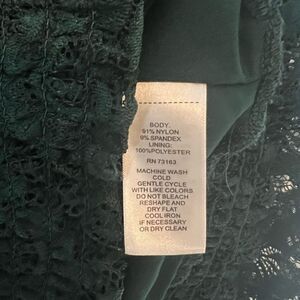 BODY:
91% NYLON
9% SPANDEX
LINING:
100%POLYESTER
RN 73163
MACHINE WASH
COLD
GENTLE CYCLE
WITH LIKE COLORS
DO NOT BLEACH
RESHAPE AND
DRY FLAT
COOL IRON
IF NECESSARY
OR DRY CLEAN